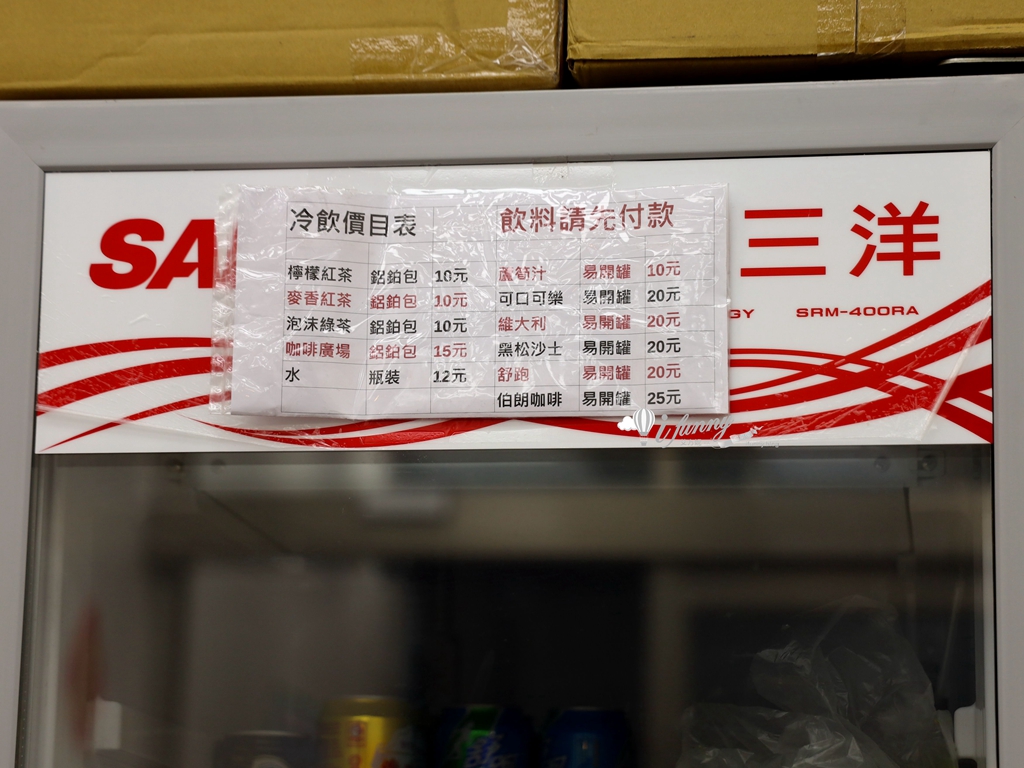 SA
三洋
GY SRM-400RA
冷飲價目表 飲料請先付款
檸檬紅茶 鋁鉑包 10元 蘆筍汁 易開罐 10元
麥香紅茶 鋁鉑包 10元 可口可樂 易開罐 20元
泡沫綠茶 鋁鉑包 10元 維大利 易開罐 20元
咖啡廣場 鋁鉑包 15元 黑松沙士 易開罐 20元
水 瓶裝 12元 舒跑 易開罐 20元
伯朗咖啡 易開罐 25元